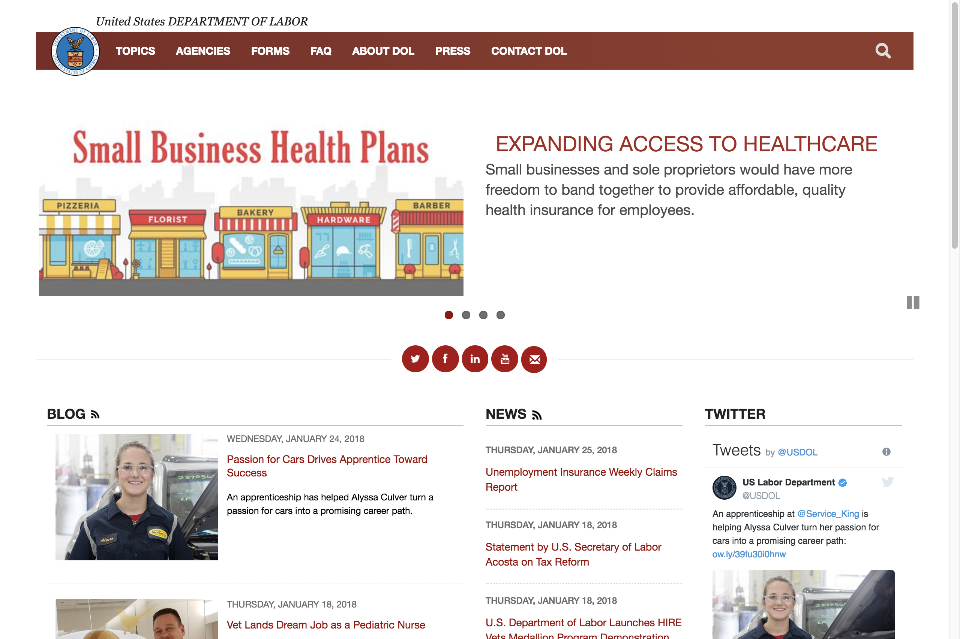 United States DEPARTMENT OF LABOR
TOPICS AGENCIES FORMS FAQ ABOUT DOL PRESS CONTACT DOL
Small Business Health Plans
PIZZERIA
FLORIST
BAKERY
HARDWARE
BARBER
EXPANDING ACCESS TO HEALTHCARE
Small businesses and sole proprietors would have more
freedom to band together to provide affordable, quality
health insurance for employees.
BLOG
WEDNESDAY, JANUARY 24, 2018
Passion for Cars Drives Apprentice Toward
Success
An apprenticeship has helped Alyssa Culver turn a
passion for cars into a promising career path.
THURSDAY, JANUARY 18, 2018
Vet Lands Dream Job as a Pediatric Nurse
NEWS
THURSDAY, JANUARY 25, 2018
Unemployment Insurance Weekly Claims
Report
THURSDAY, JANUARY 18, 2018
Statement by U.S. Secretary of Labor
Acosta on Tax Reform
THURSDAY, JANUARY 18, 2018
U.S. Department of Labor Launches HIRE
Vets Medallion Program Demonstration
TWITTER
Tweets by @USDOL
US Labor Department
@USDOL
An apprenticeship at @Service_King is
helping Alyssa Culver turn her passion for
cars into a promising career path:
ow.ly/39fu30i0hnw